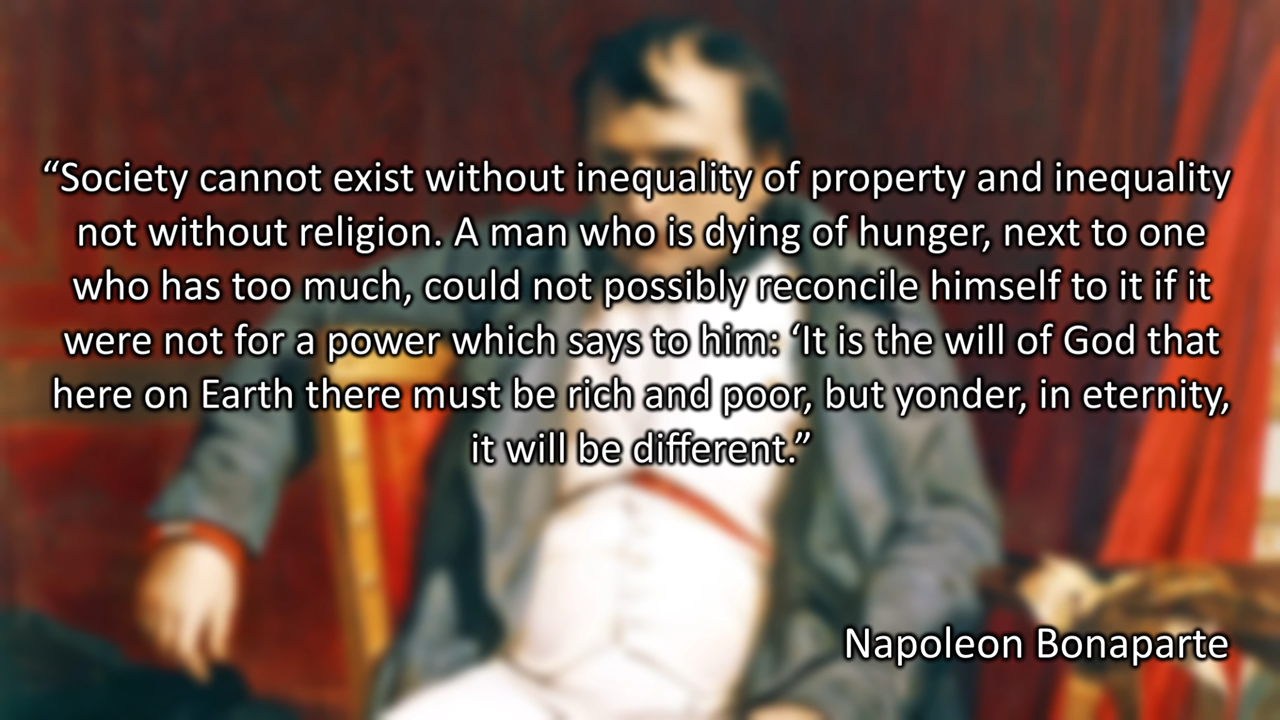 “Society cannot exist without inequality of property and inequality
not without religion. A man who is dying of hunger, next to one
who has too much, could not possibly reconcile himself to it if it
were not for a power which says to him: ‘It is the will of God that
here on Earth there must be rich and poor, but yonder, in eternity,
it will be different.”
Napoleon Bonaparte